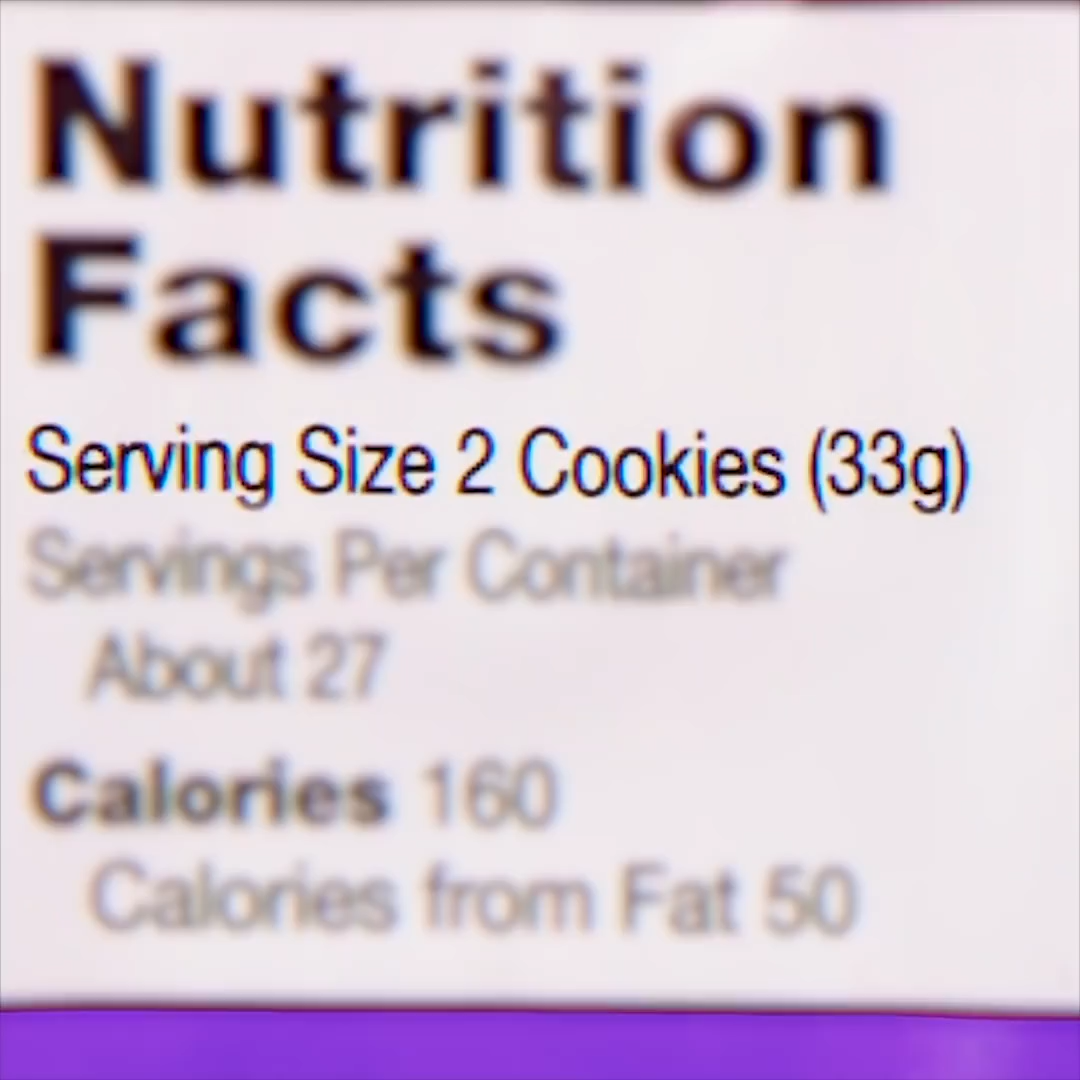 Nutrition
Facts
Serving Size 2 Cookies (33g)
Servings Per Container
About 27
Calories 160
Calories from Fat 50